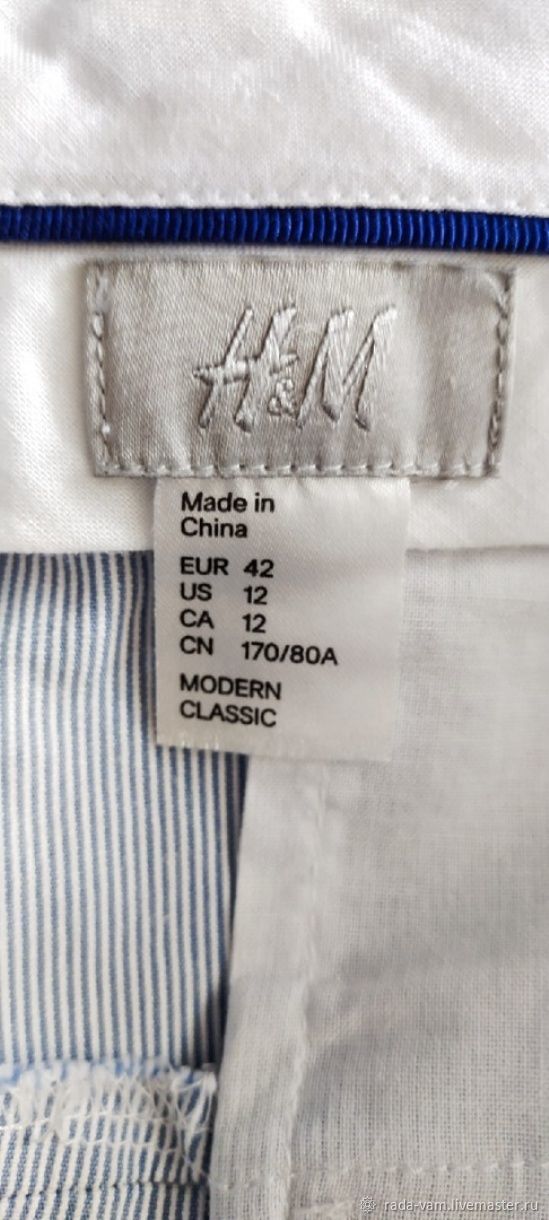 H&M
Made in
China
EUR 42
US 12
CA 12
CN 170/80A
MODERN
CLASSIC
rada-vam.livemaster.ru